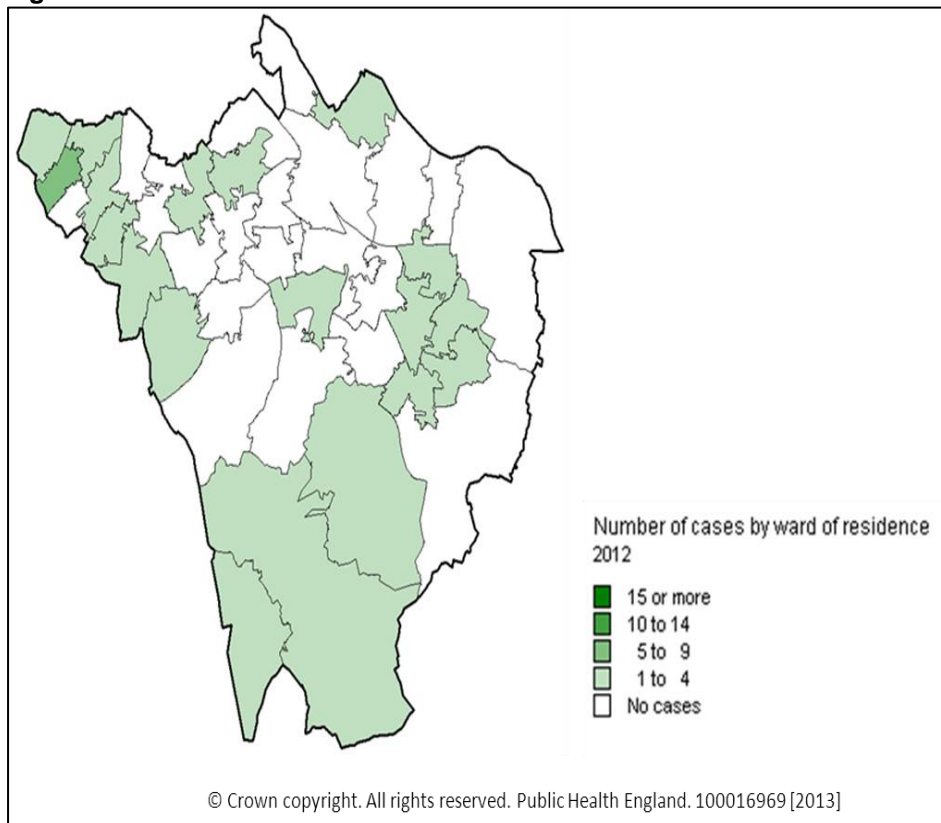 Number of cases by ward of residence
2012
15 or more
10 to 14
5 to 9
1 to 4
No cases
© Crown copyright. All rights reserved. Public Health England. 100016969 [2013]